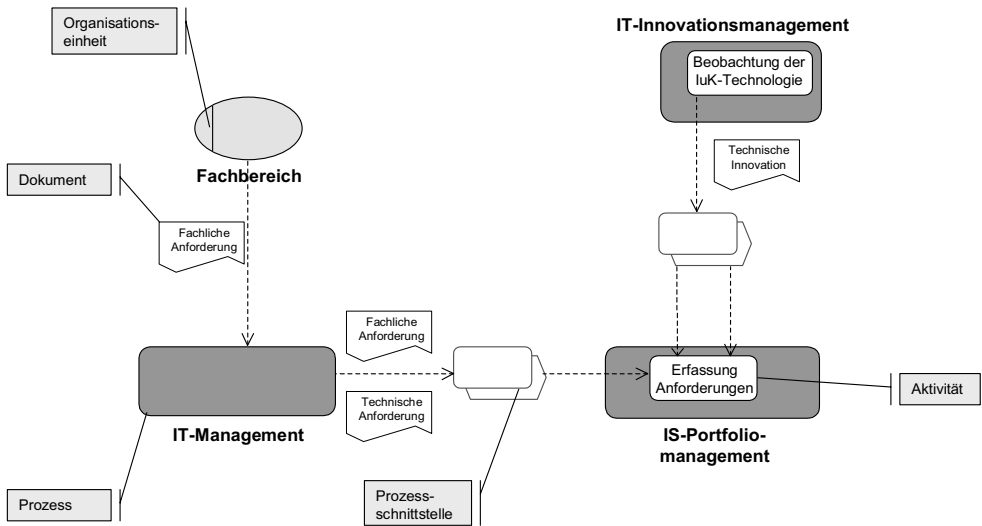 Organisations-
einheit
IT-Innovationsmanagement
Beobachtung der
IuK-Technologie
Technische
Innovation
Fachbereich
Dokument
Fachliche
Anforderung
Fachliche
Anforderung
Technische
Anforderung
IT-Management
Erfassung
Anforderungen
IS-Portfolio-
management
Aktivität
Prozess
Prozess-
schnittstelle